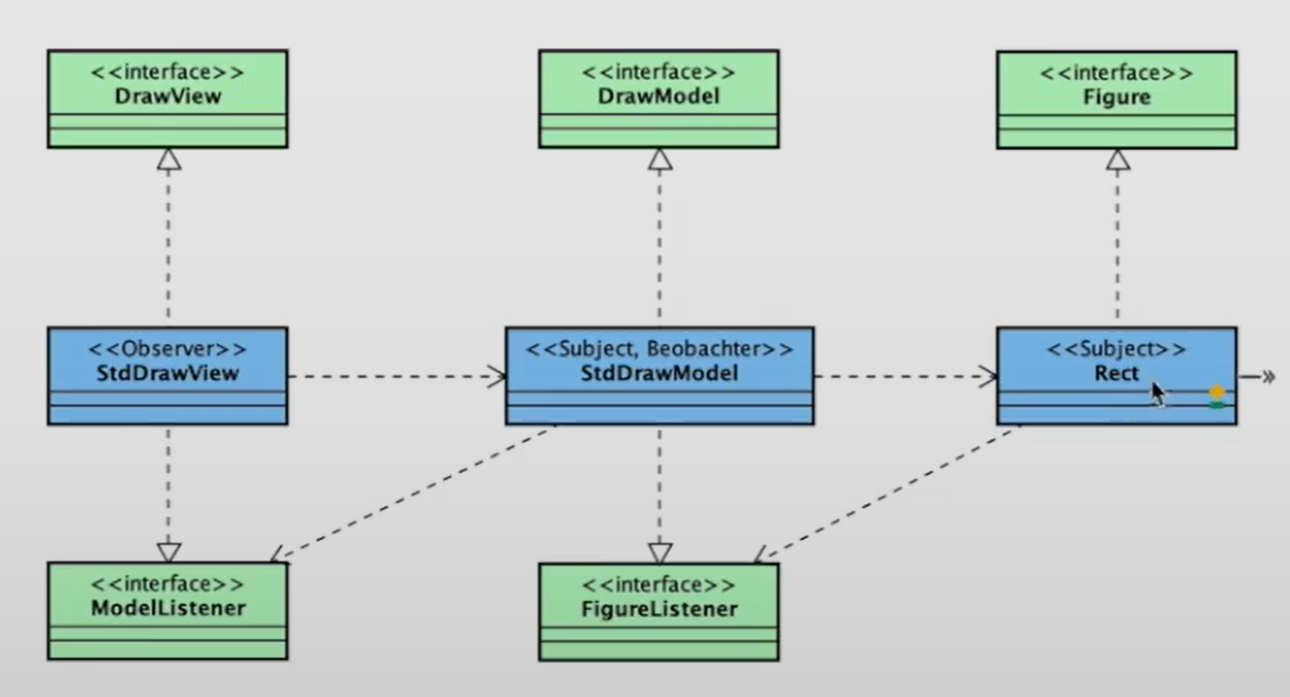 <<interface>>
DrawView
<<interface>>
DrawModel
<<interface>>
Figure
<<Observer>>
StdDrawView
<<Subject, Beobachter>>
StdDrawModel
<<Subject>>
Rect
<<interface>>
ModelListener
<<interface>>
FigureListener